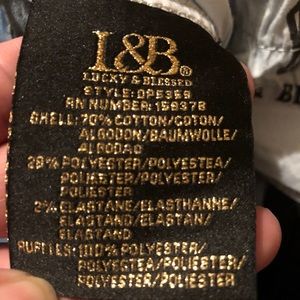 L&B®
LUCKY & BLESSED
STYLE: OP5359
RN NUMBER: 159378
SHELL: 70% COTTON/COTON/
ALGODON/BAUMWOLLE/
ALGODAO
28% POLYESTER/POLYESTEA/
POLIESTER/POLYESTER/
POLIESTER
2% ELASTANE/ELASTHANNE/
ELASTANO/ELASTAN/
ELASTANO
RUFFLES: 100% POLYESTER/
POLYESTEA/POLIESTER/
POLYESTER/POLIESTER